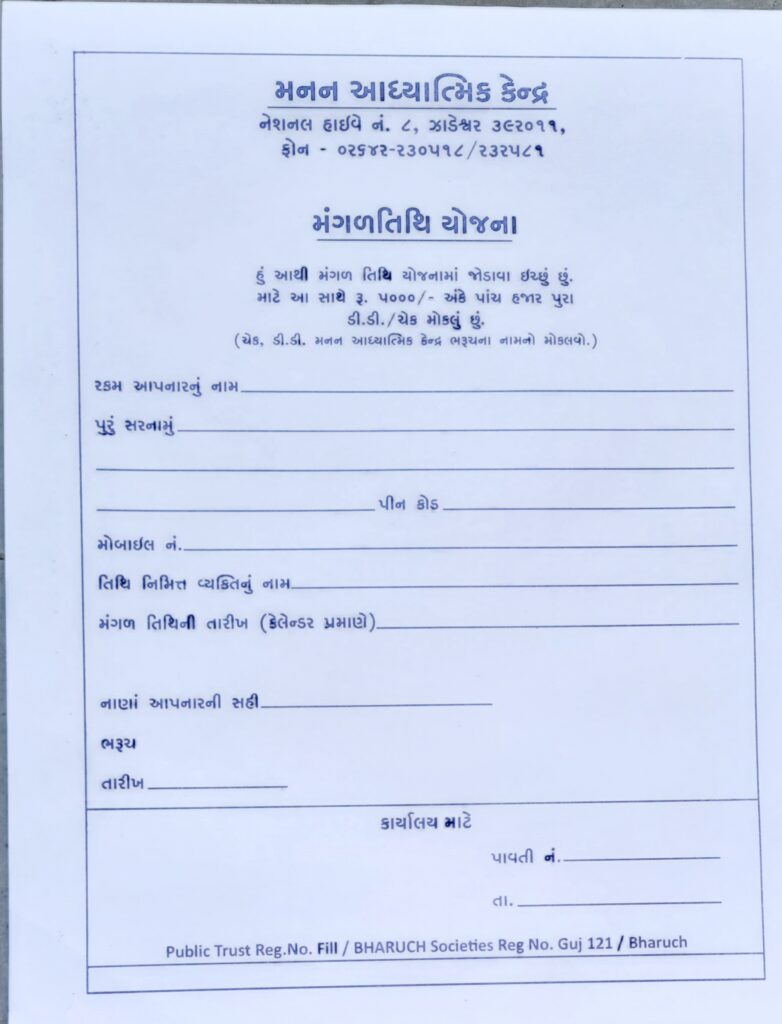 મનન આધ્યાત્મિક કેન્દ્ર
નેશનલ હાઈવે નં. ૮, ઝાડેશ્વર ૩૯૨૦૧૧,
ફોન - ૦૨૬૪૨-૨૩૦૫૧૮/૨૩૨૫૮૧
મંગળતિથિ યોજના
હું આથી મંગળ તિથિ યોજનામાં જોડાવા ઈચ્છું છું.
માટે આ સાથે રૂ. ૫૦૦૦/- અંકે પાંચ હજાર પુરા
ડી.ડી./ચેક મોકલું છું.
(ચેક, ડી.ડી. મનન આધ્યાત્મિક કેન્દ્ર ભરૂચના નામનો મોકલવો.)
રકમ આપનારનું નામ
પુરું સરનામું
પીન કોડ
મોબાઈલ નં.
તિથિ નિમિત્ત વ્યકિતનું નામ
મંગળ તિથિની તારીખ (કેલેન્ડર પ્રમાણે)
નાણાં આપનારની સહી
ભરૂચ
તારીખ
કાર્યાલય માટે
પાવતી નં.
તા.
Public Trust Reg.No. Fill / BHARUCH Societies Reg No. Guj 121 / Bharuch